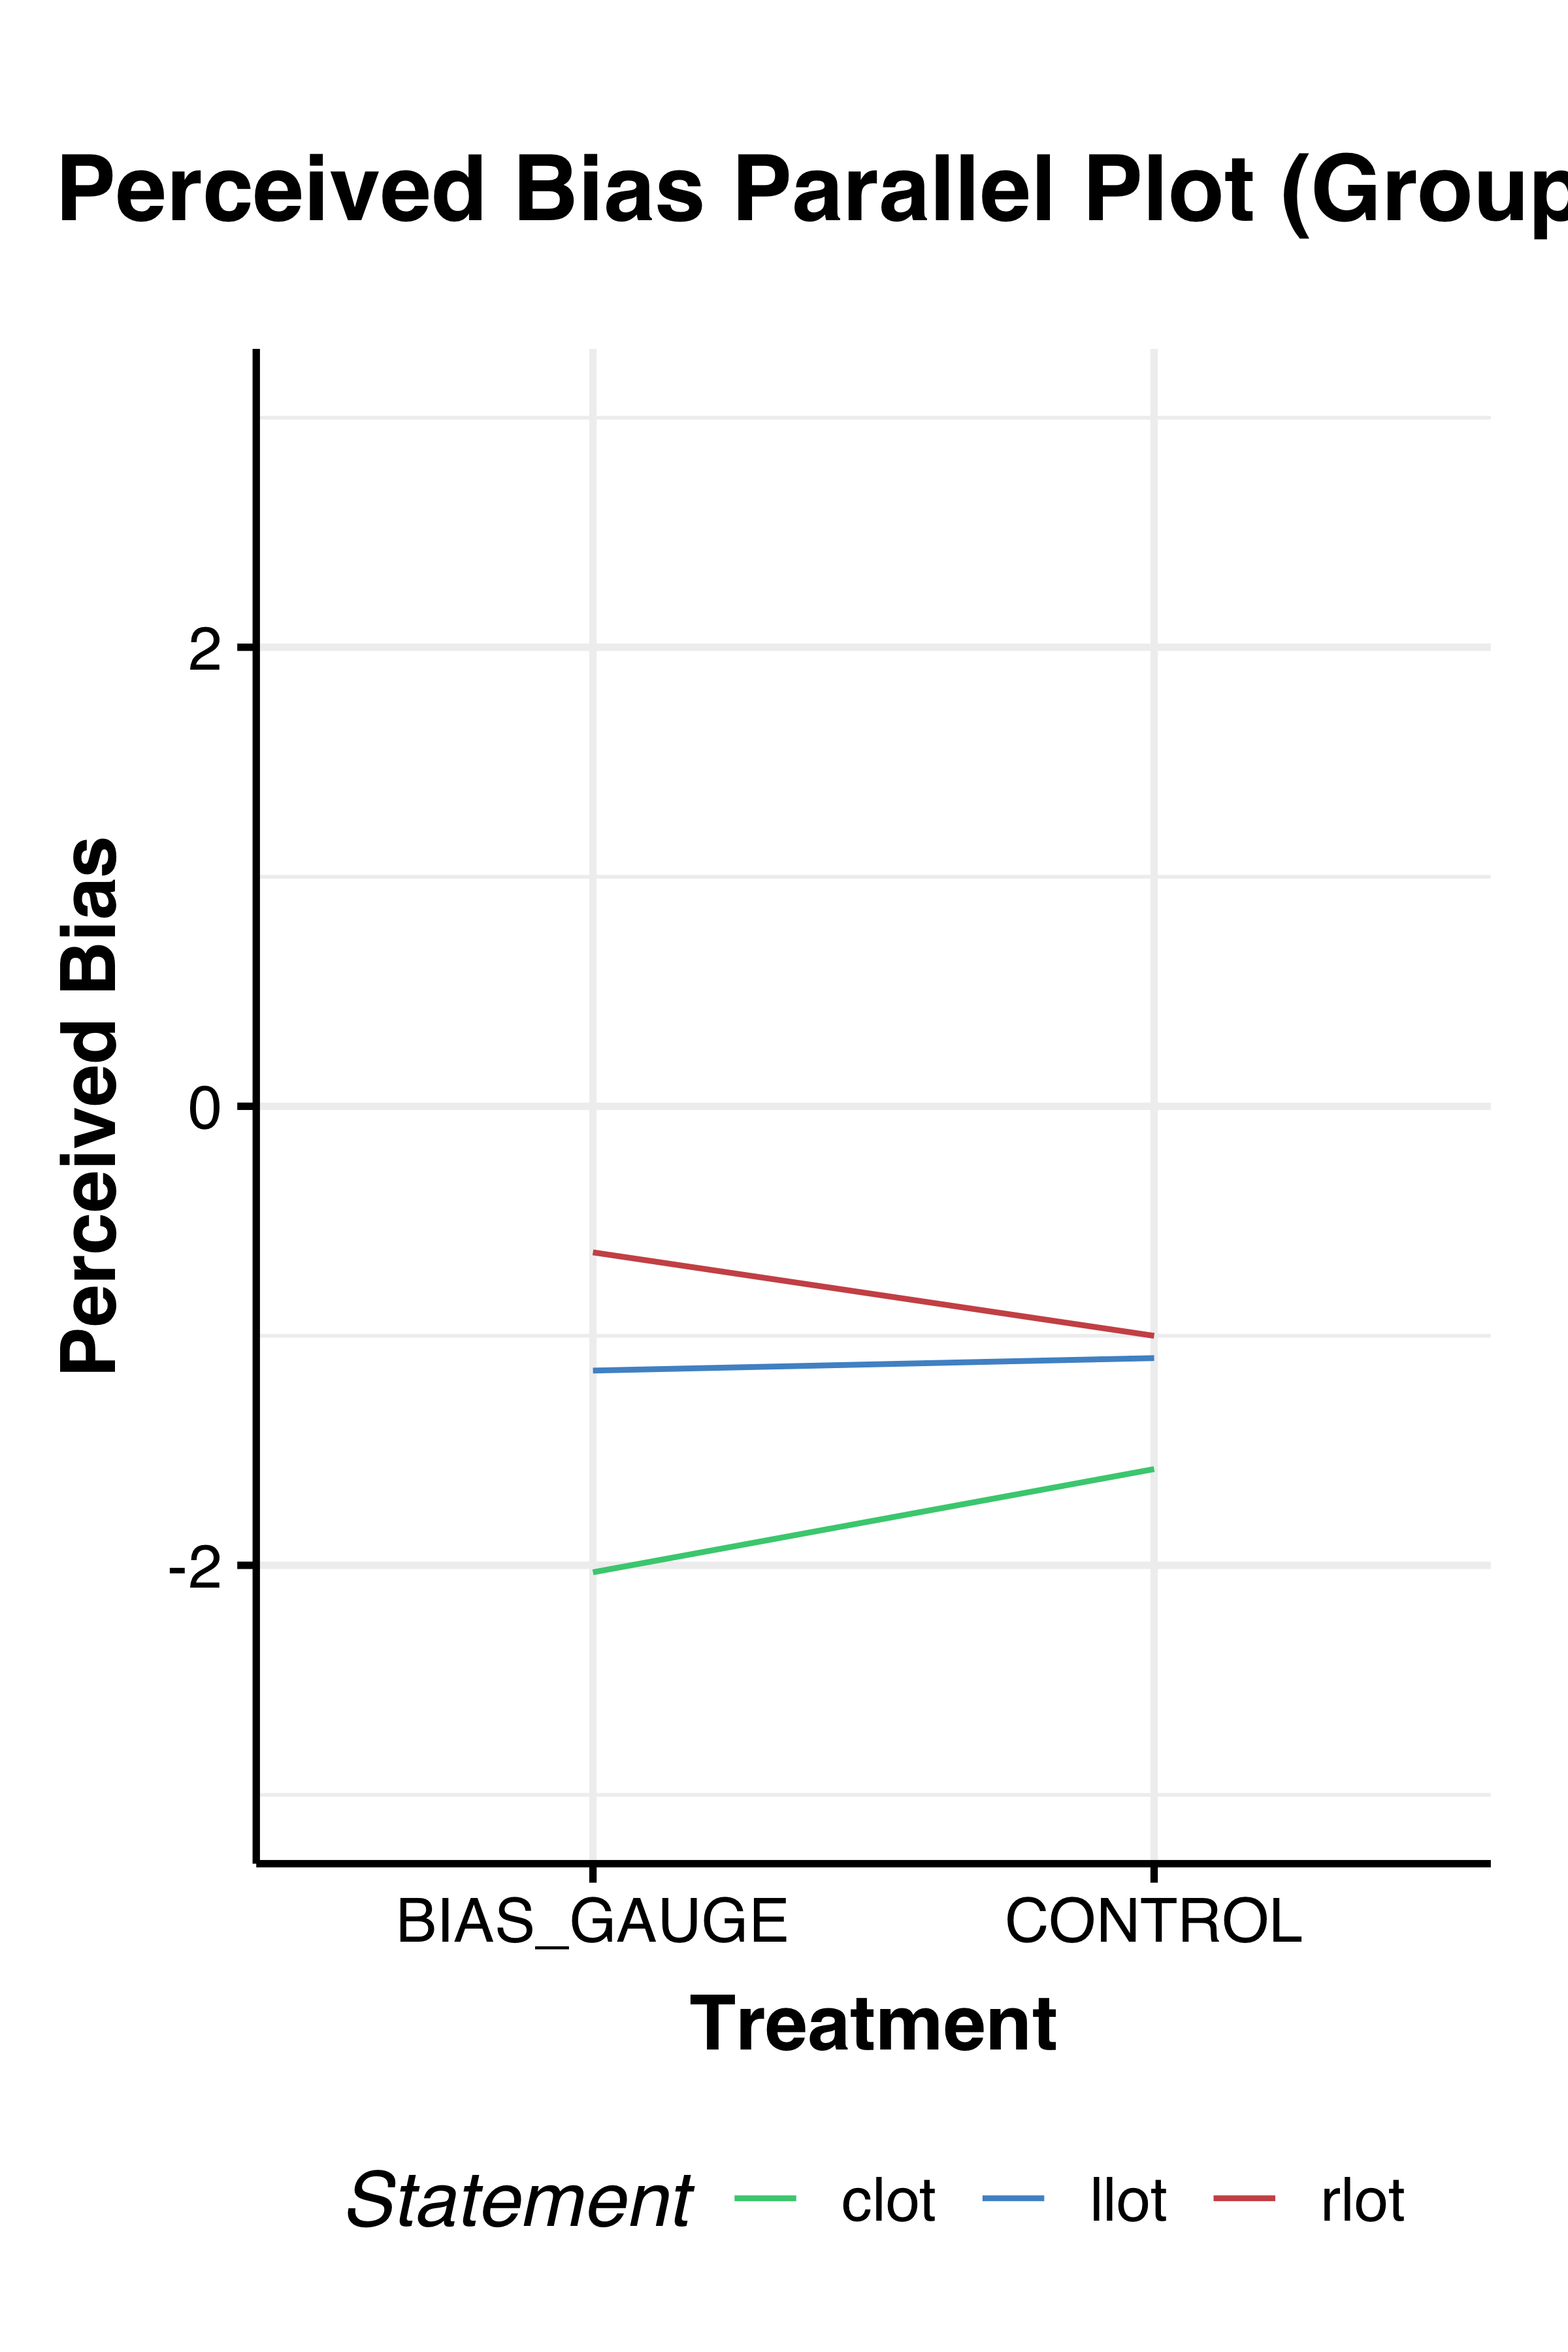 Perceived Bias Parallel Plot (Group
Perceived Bias
2
0
-2
BIAS_GAUGE CONTROL
Treatment
Statement clot llot rlot